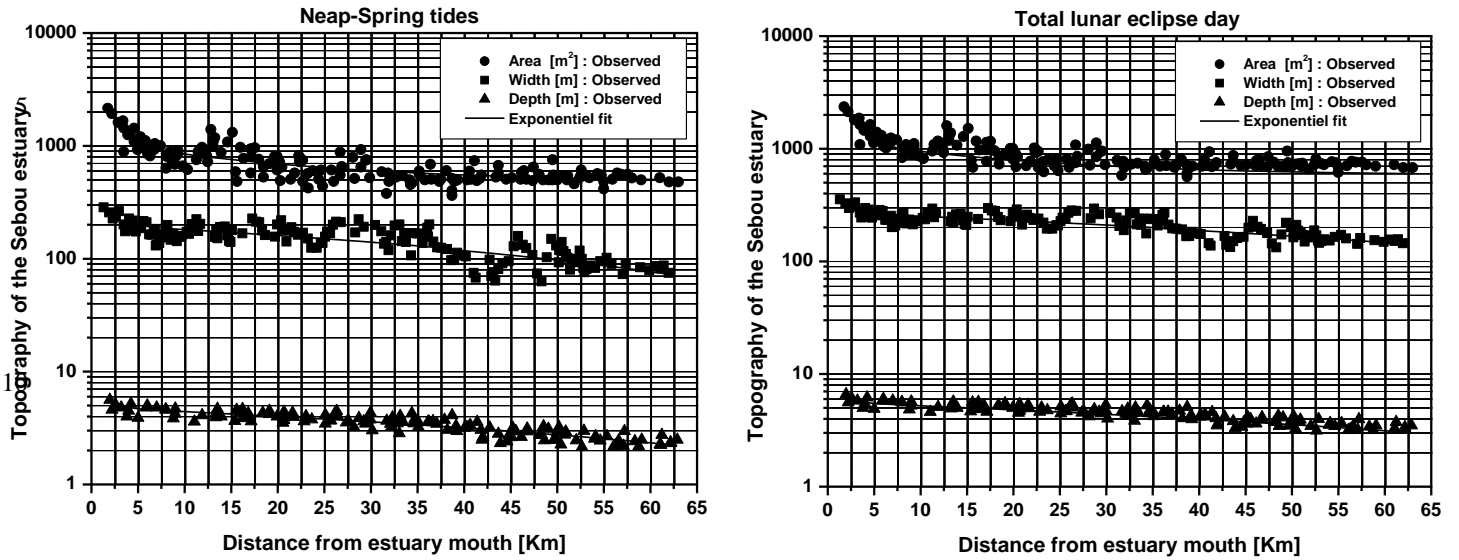 Neap-Spring tides
10000
1000
100
10
1
Topography of the Sebou estuary
s
1
Area [m²] : Observed
Width [m] : Observed
Depth [m] : Observed
Exponentiel fit
0 5 10 15 20 25 30 35 40 45 50 55 60 65
Distance from estuary mouth [Km]
Total lunar eclipse day
10000
1000
100
10
1
Topography of the Sebou estuary
Area [m²] : Observed
Width [m] : Observed
Depth [m] : Observed
Exponentiel fit
0 5 10 15 20 25 30 35 40 45 50 55 60 65
Distance from estuary mouth [Km]